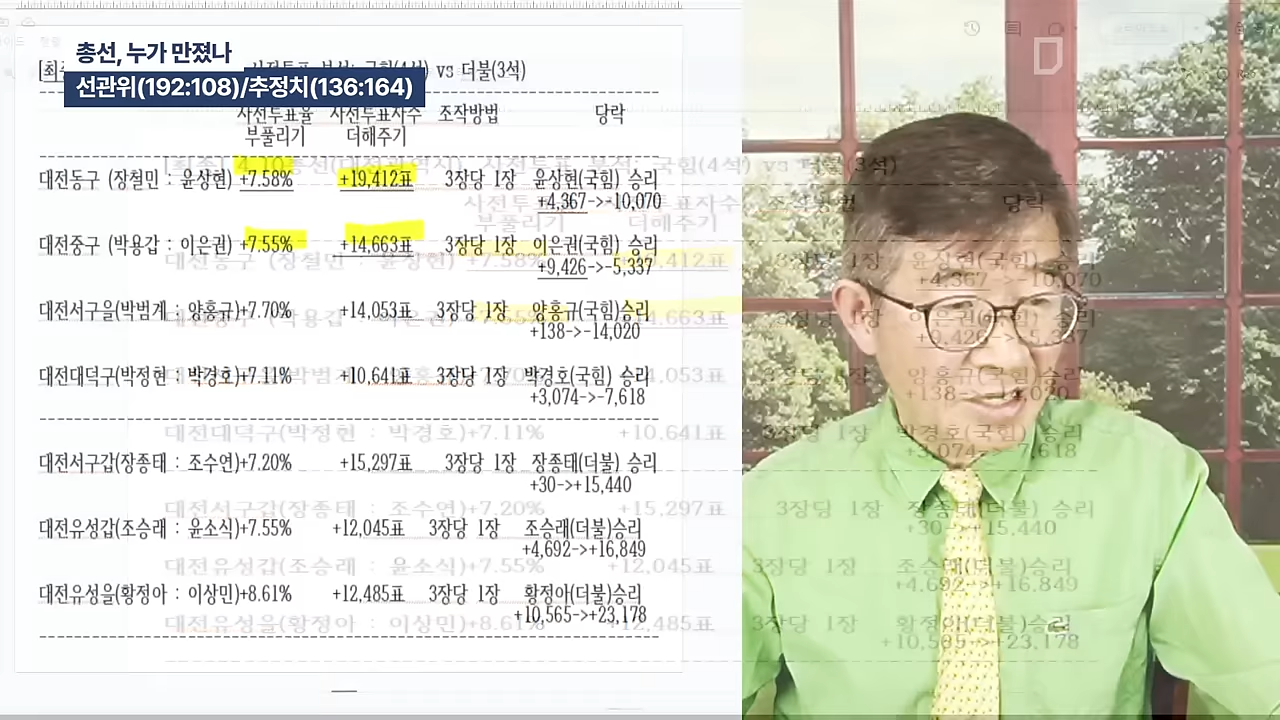 총선, 누가 만졌나
선관위(192:108)/추정치(136:164)
vs 더불(3석)
사전투표율 사전투표자수 조작방법 당락
부풀리기 더해주기
대전동구 (장철민 : 윤상현) +7.58% +19,412표 3장당 1장 윤상현(국힘) 승리
+4,367->-10,070
대전중구 (박용갑 : 이은권) +7.55% +14,663표 3장당 1장 이은권(국힘) 승리
+9,426->-5,337
대전서구을(박범계 : 양홍규)+7.70% +14,053표 3장당 1장 양홍규(국힘)승리
+138->-14,020
대전대덕구(박정현 : 박경호)+7.11% +10,641표 3장당 1장 박경호(국힘) 승리
+3,074->-7,618
대전서구갑(장종태 : 조수연)+7.20% +15,297표 3장당 1장 장종태(더불) 승리
+30->+15,440
대전유성갑(조승래 : 윤소식)+7.55% +12,045표 3장당 1장 조승래(더불)승리
+4,692->+16,849
대전유성을(황정아 : 이상민)+8.61% +12,485표 3장당 1장 황정아(더불)승리
+10,565->+23,178